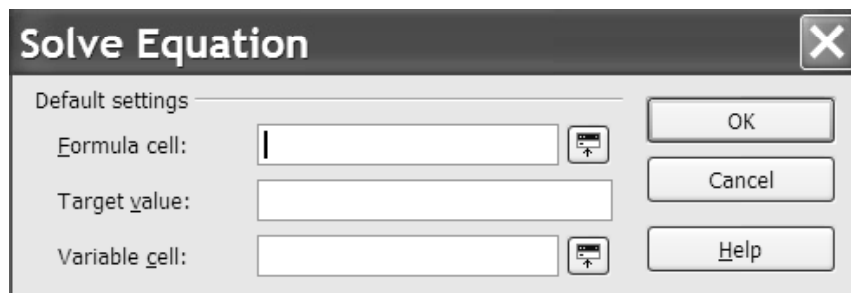 Solve Equation
Default settings
Formula cell:
Target value:
Variable cell:
OK
Cancel
Help